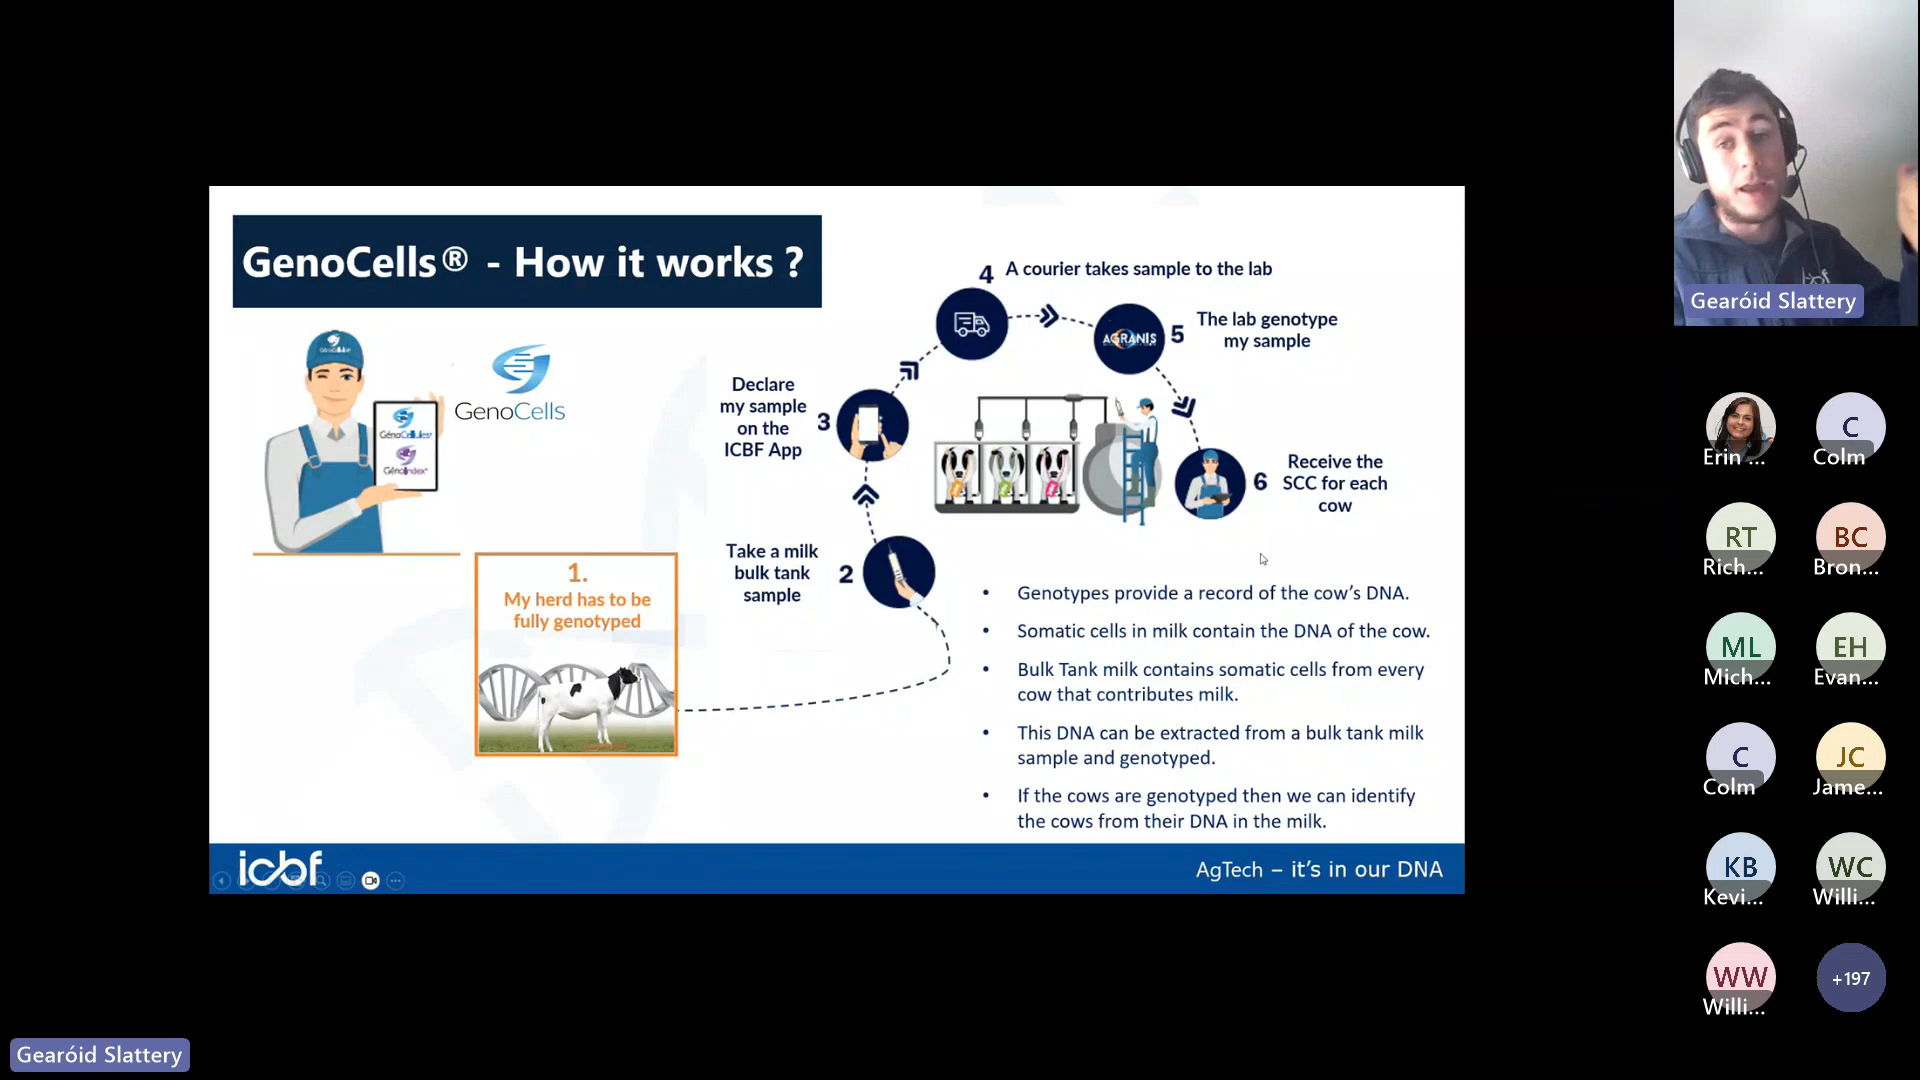 GenoCells® - How it works ?
GenoCells
GénoCellules®
GénoIndex®
GenoCells
1.
My herd has to be
fully genotyped
Take a milk
bulk tank
sample
2
Declare
my sample
on the
ICBF App
3
4
A courier takes sample to the lab
AGRANIS
5
The lab genotype
my sample
6
Receive the
SCC for each
cow
• Genotypes provide a record of the cow’s DNA.
• Somatic cells in milk contain the DNA of the cow.
• Bulk Tank milk contains somatic cells from every
cow that contributes milk.
• This DNA can be extracted from a bulk tank milk
sample and genotyped.
• If the cows are genotyped then we can identify
the cows from their DNA in the milk.
icbf
AgTech – it’s in our DNA
Gearóid Slattery
Erin ...
C
Colm
RT
Rich...
BC
Bron...
ML
Mich...
EH
Evan...
C
Colm
JC
Jame...
KB
Kevi...
WC
Willi...
WW
Willi...
+197
Gearóid Slattery